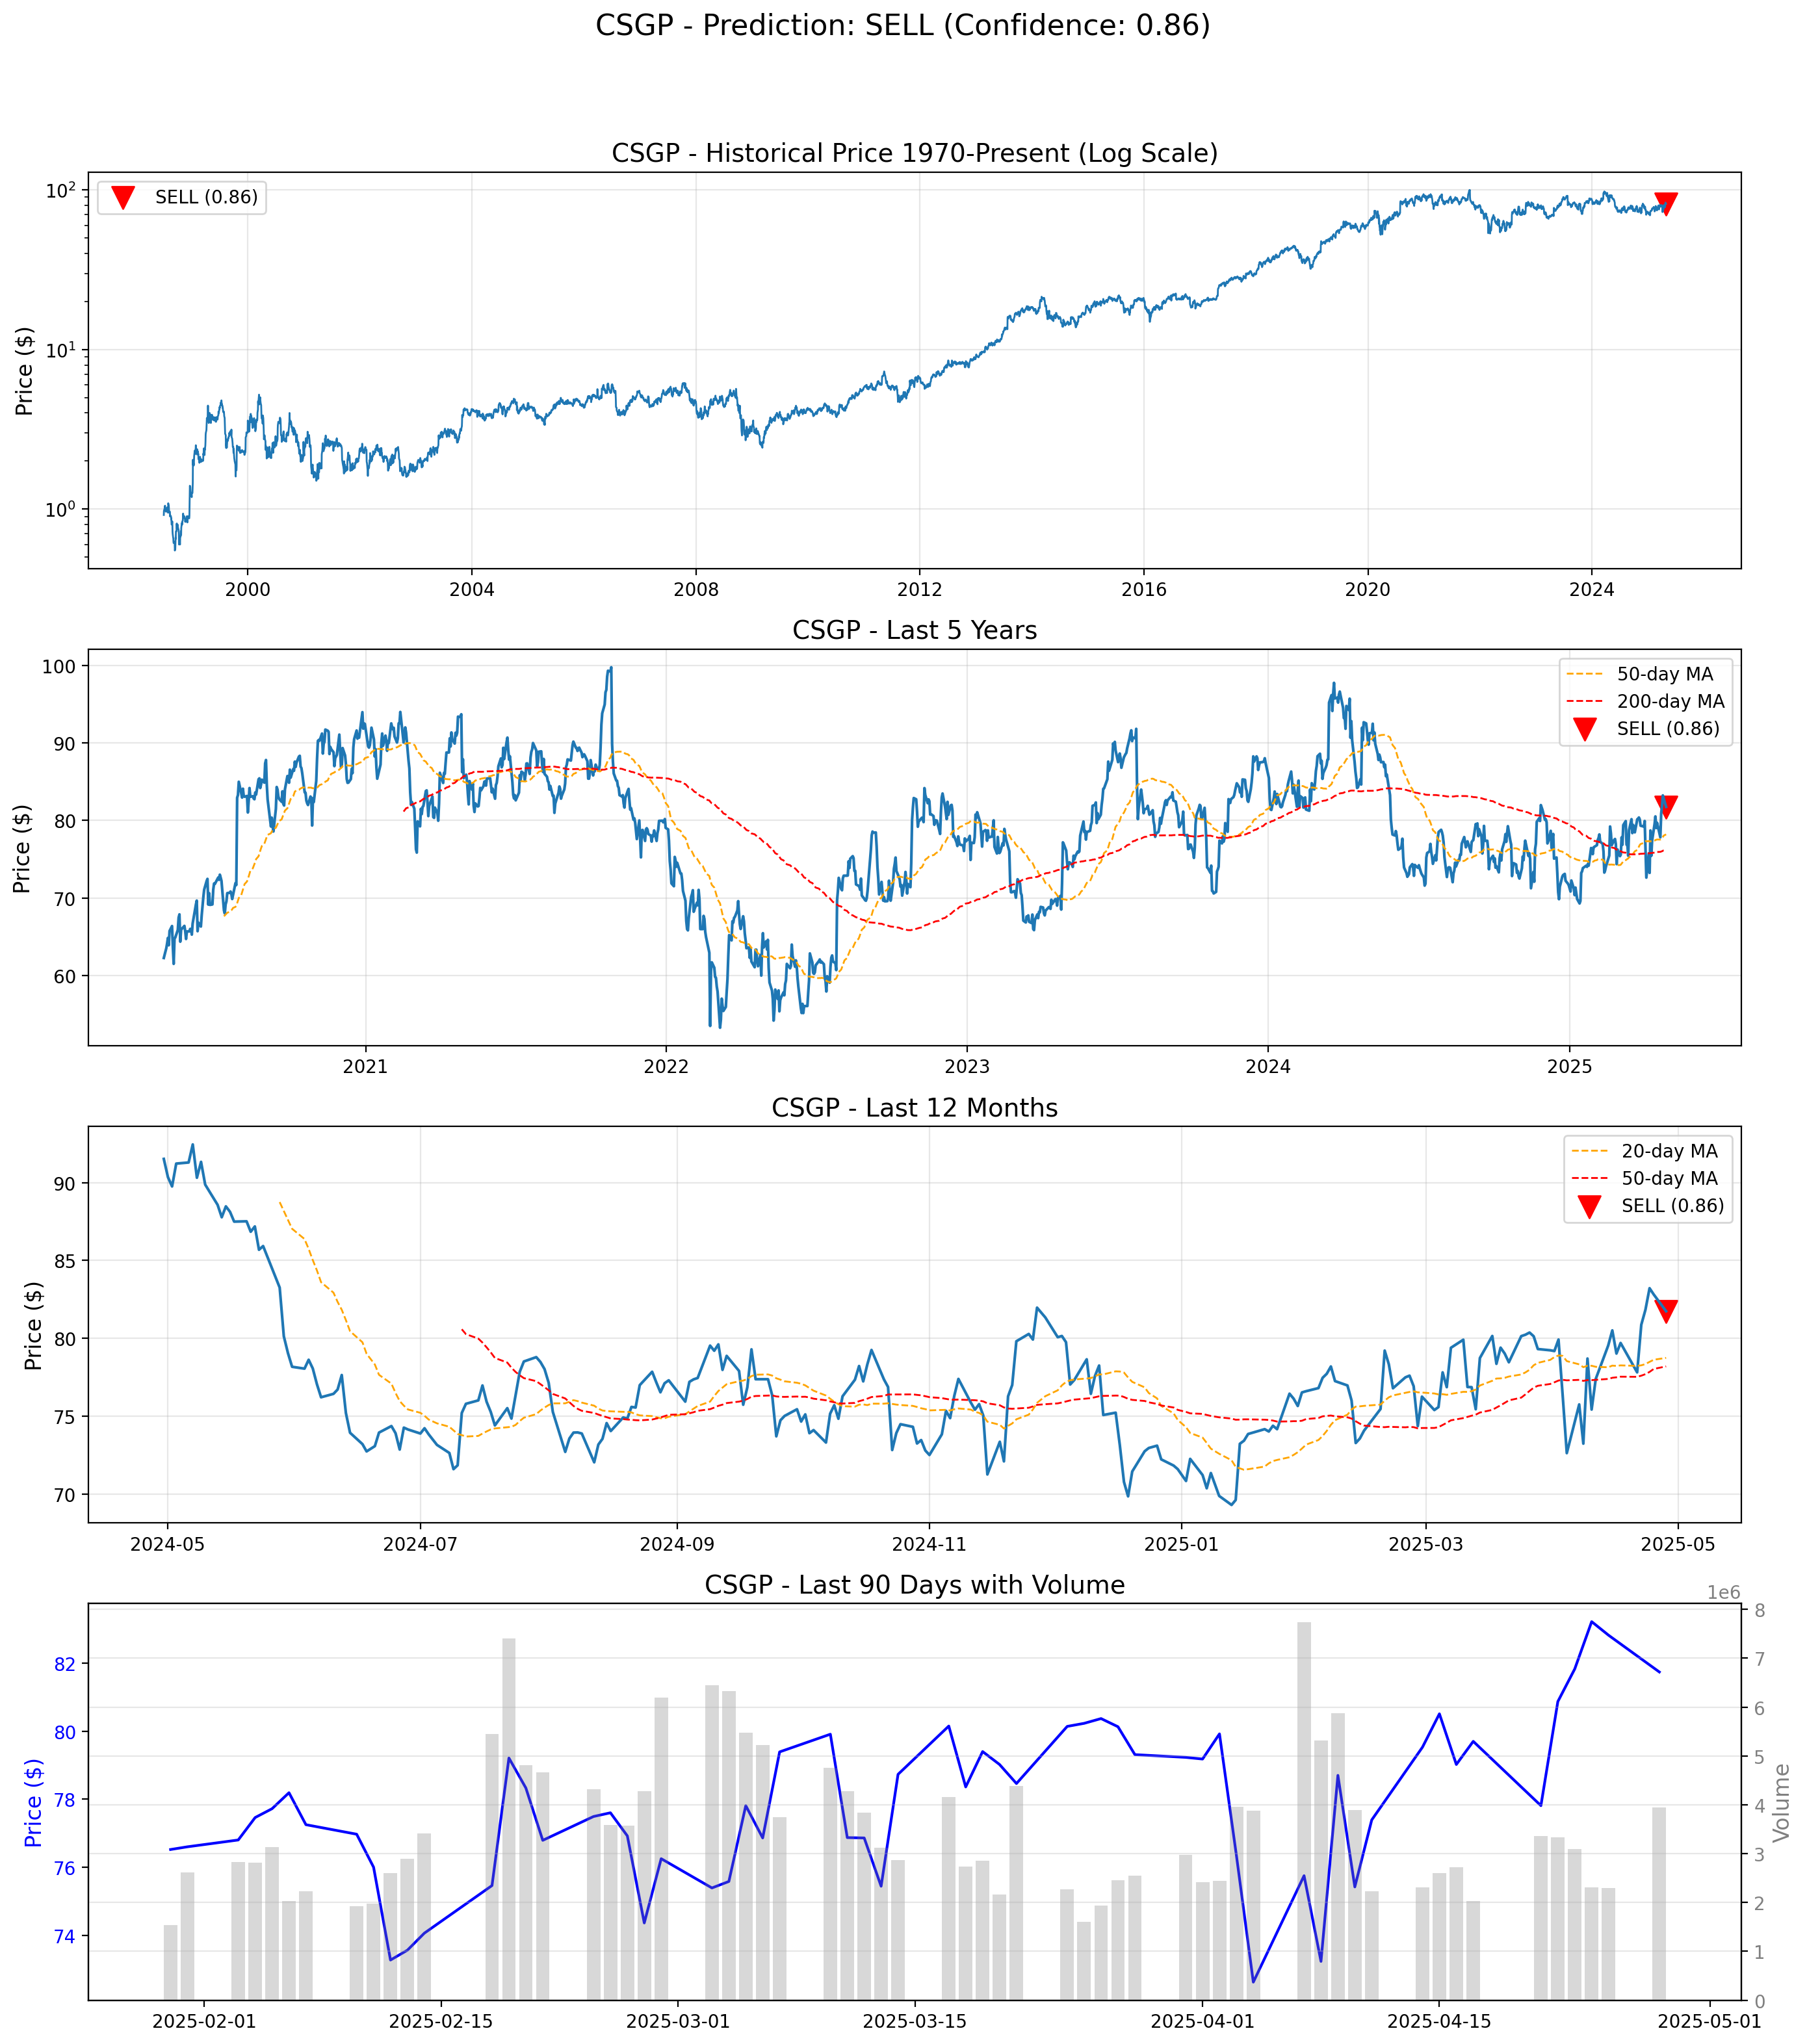 CSGP - Prediction: SELL (Confidence: 0.86)
CSGP - Historical Price 1970-Present (Log Scale)
SELL (0.86)
Price ($)
10²
10¹
10⁰
2000 2004 2008 2012 2016 2020 2024
CSGP - Last 5 Years
50-day MA
200-day MA
SELL (0.86)
Price ($)
100
90
80
70
60
2021 2022 2023 2024 2025
CSGP - Last 12 Months
20-day MA
50-day MA
SELL (0.86)
Price ($)
90
85
80
75
70
2024-05 2024-07 2024-09 2024-11 2025-01 2025-03 2025-05
CSGP - Last 90 Days with Volume
1e6
Price ($)
82
80
78
76
74
8
7
6
5
4
3
2
1
0
Volume
2025-02-01 2025-02-15 2025-03-01 2025-03-15 2025-04-01 2025-04-15 2025-05-01